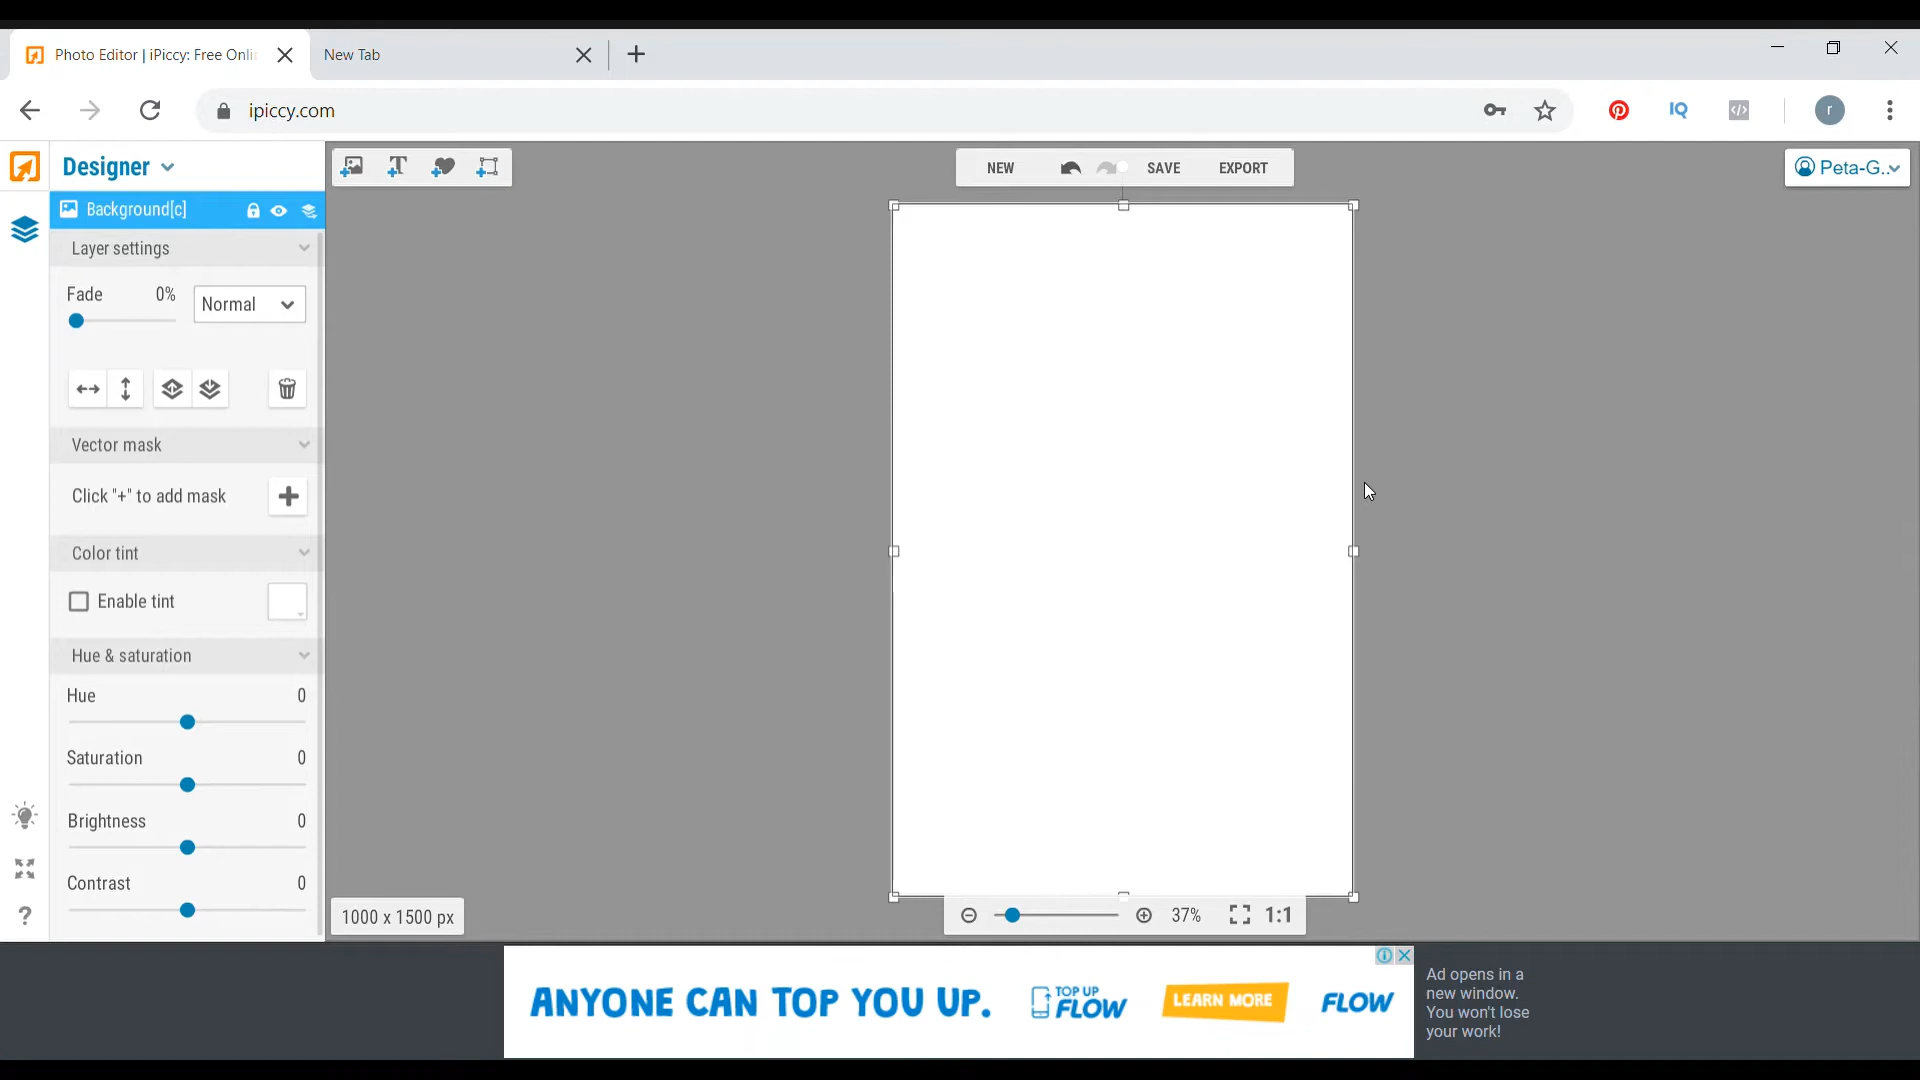 Photo Editor | iPiccy: Free Onli
New Tab
ipiccy.com
IQ
r
Designer
NEW
SAVE
EXPORT
Peta-G..
Background[c]
Layer settings
Fade 0%
Normal
Vector mask
Click "+" to add mask
Color tint
Enable tint
Hue & saturation
Hue 0
Saturation 0
Brightness 0
Contrast 0
1000 x 1500 px
37%
1:1
ANYONE CAN TOP YOU UP.
TOP UP
FLOW
LEARN MORE
FLOW
Ad opens in a
new window.
You won't lose
your work!